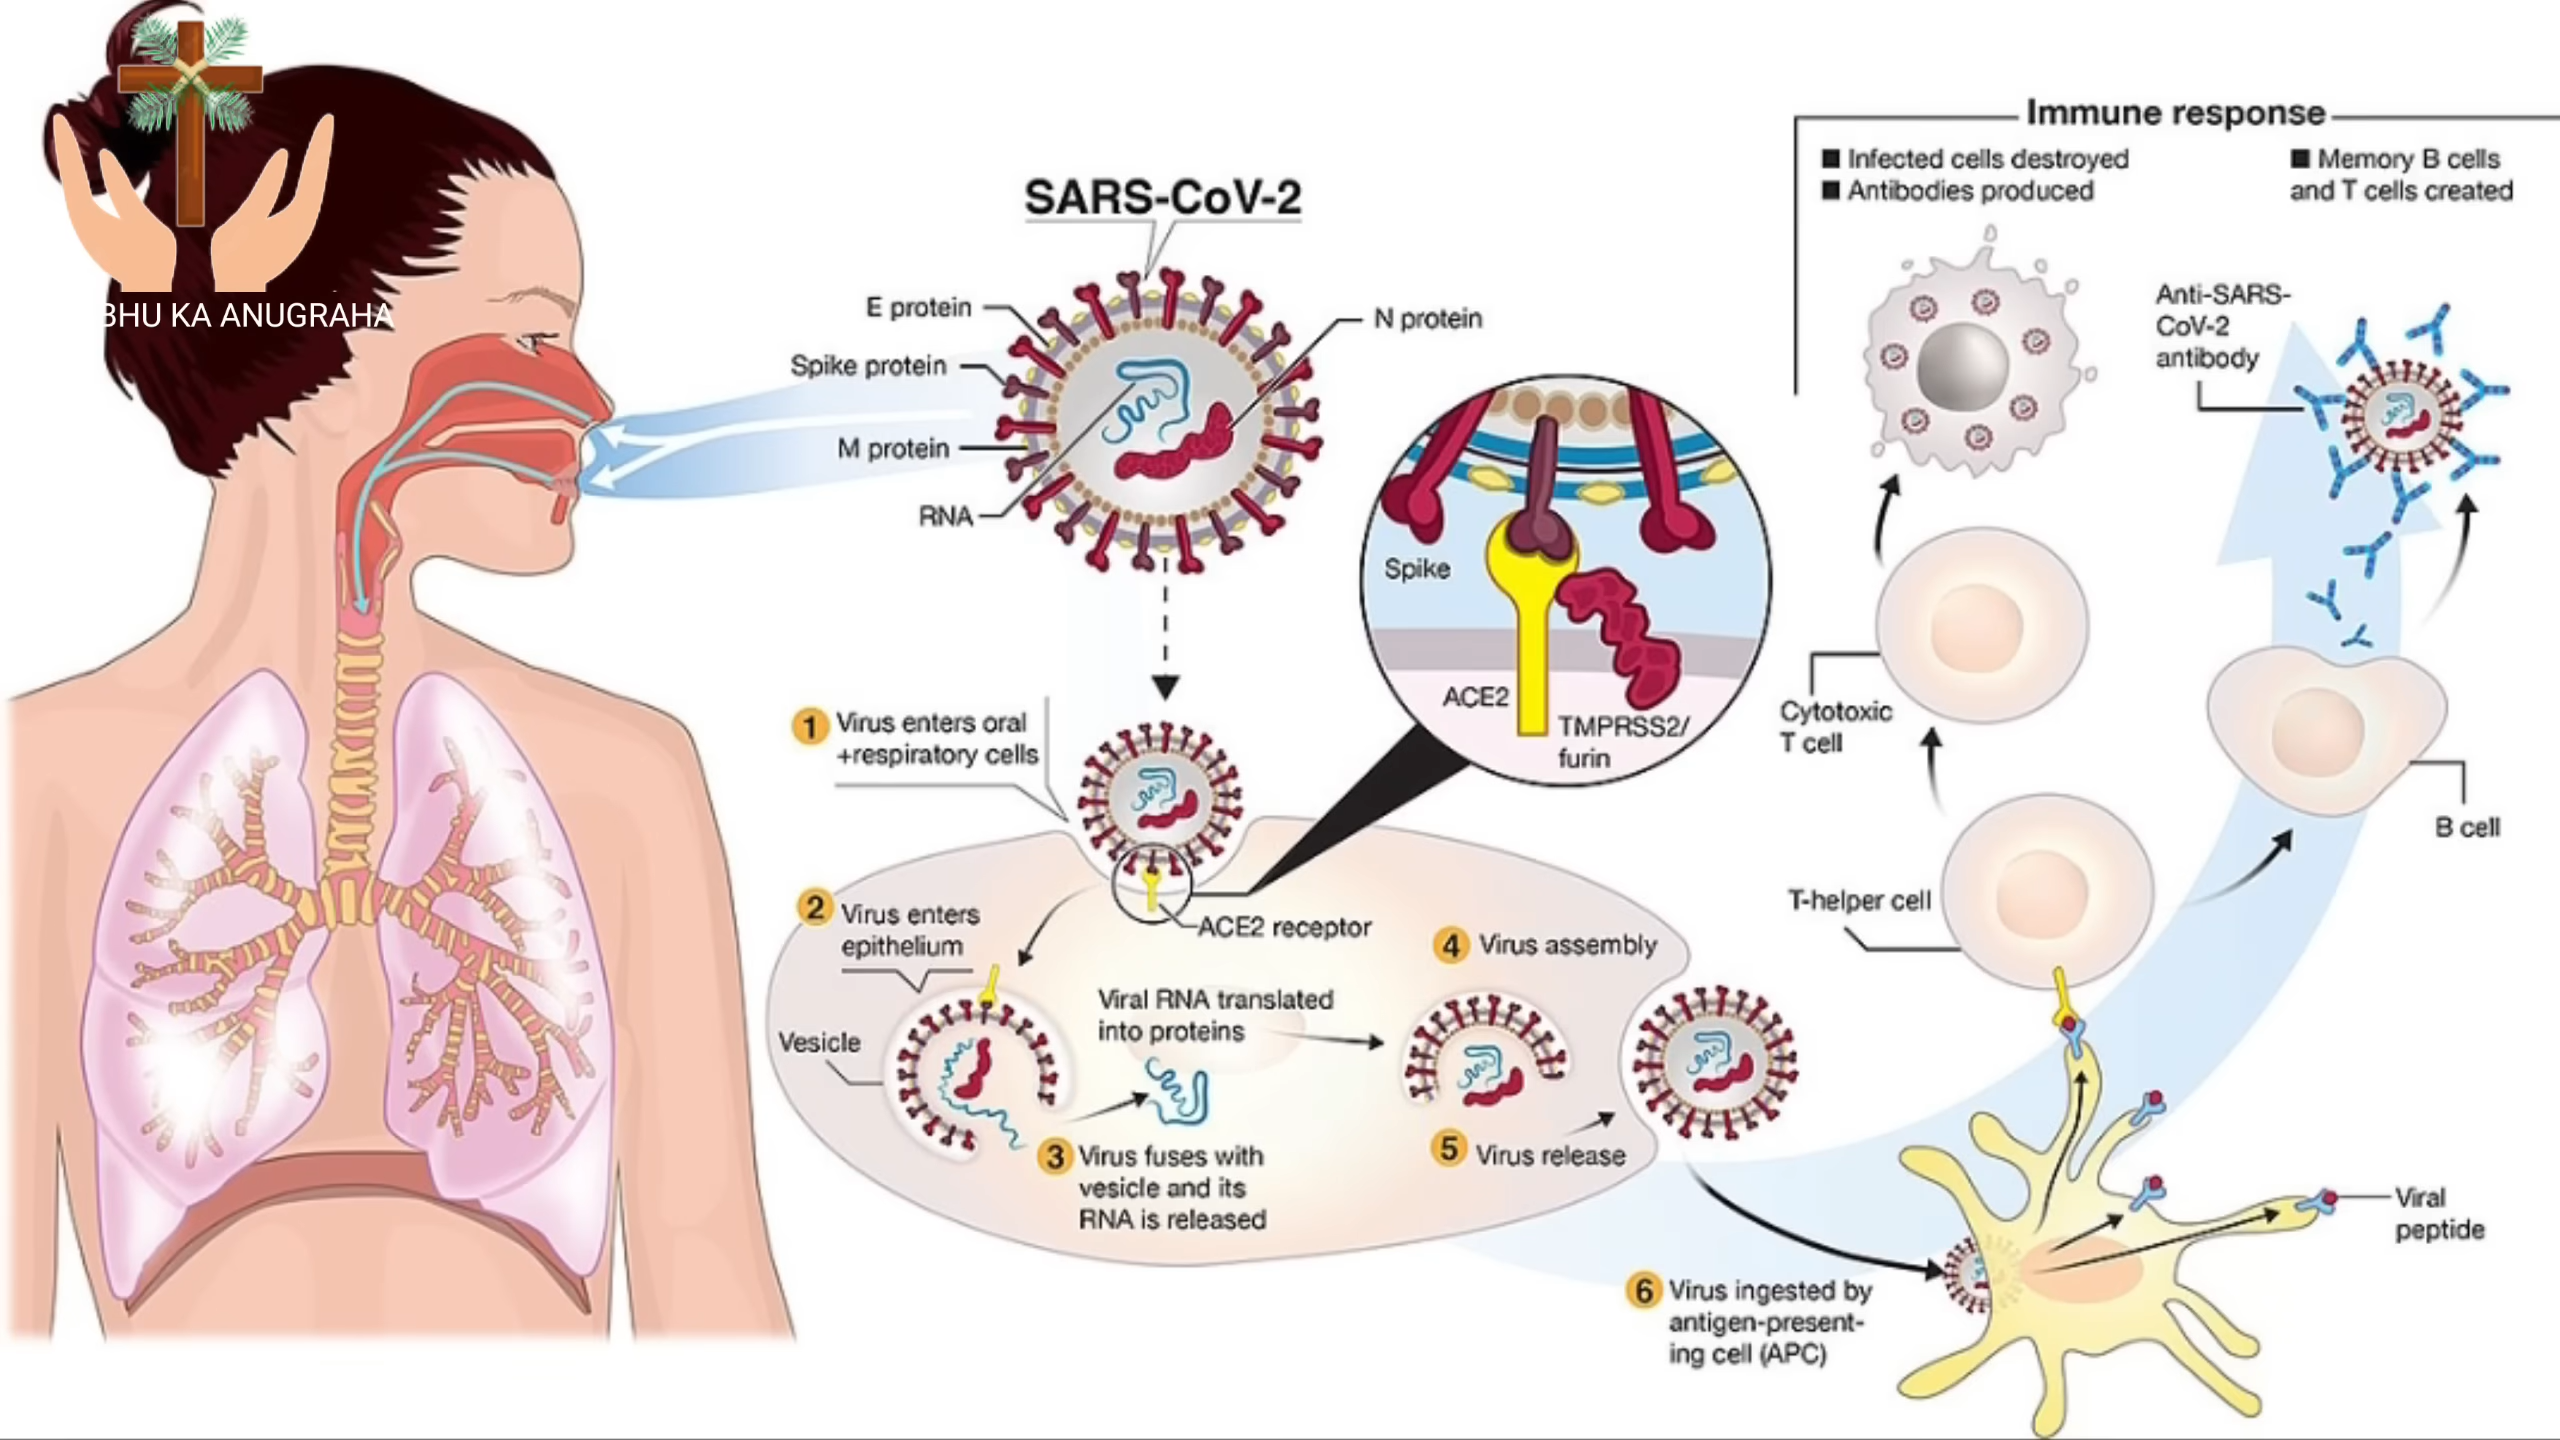 BHU KA ANUGRAHA
SARS-CoV-2
E protein
Spike protein
M protein
RNA
N protein
Spike
ACE2
TMPRSS2/
furin
1 Virus enters oral
+respiratory cells
2 Virus enters
epithelium
ACE2 receptor
Vesicle
Viral RNA translated
into proteins
3 Virus fuses with
vesicle and its
RNA is released
4 Virus assembly
5 Virus release
6 Virus ingested by
antigen-present-
ing cell (APC)
Immune response
Infected cells destroyed
Antibodies produced
Memory B cells
and T cells created
Anti-SARS-
CoV-2
antibody
Cytotoxic
T cell
B cell
T-helper cell
Viral
peptide